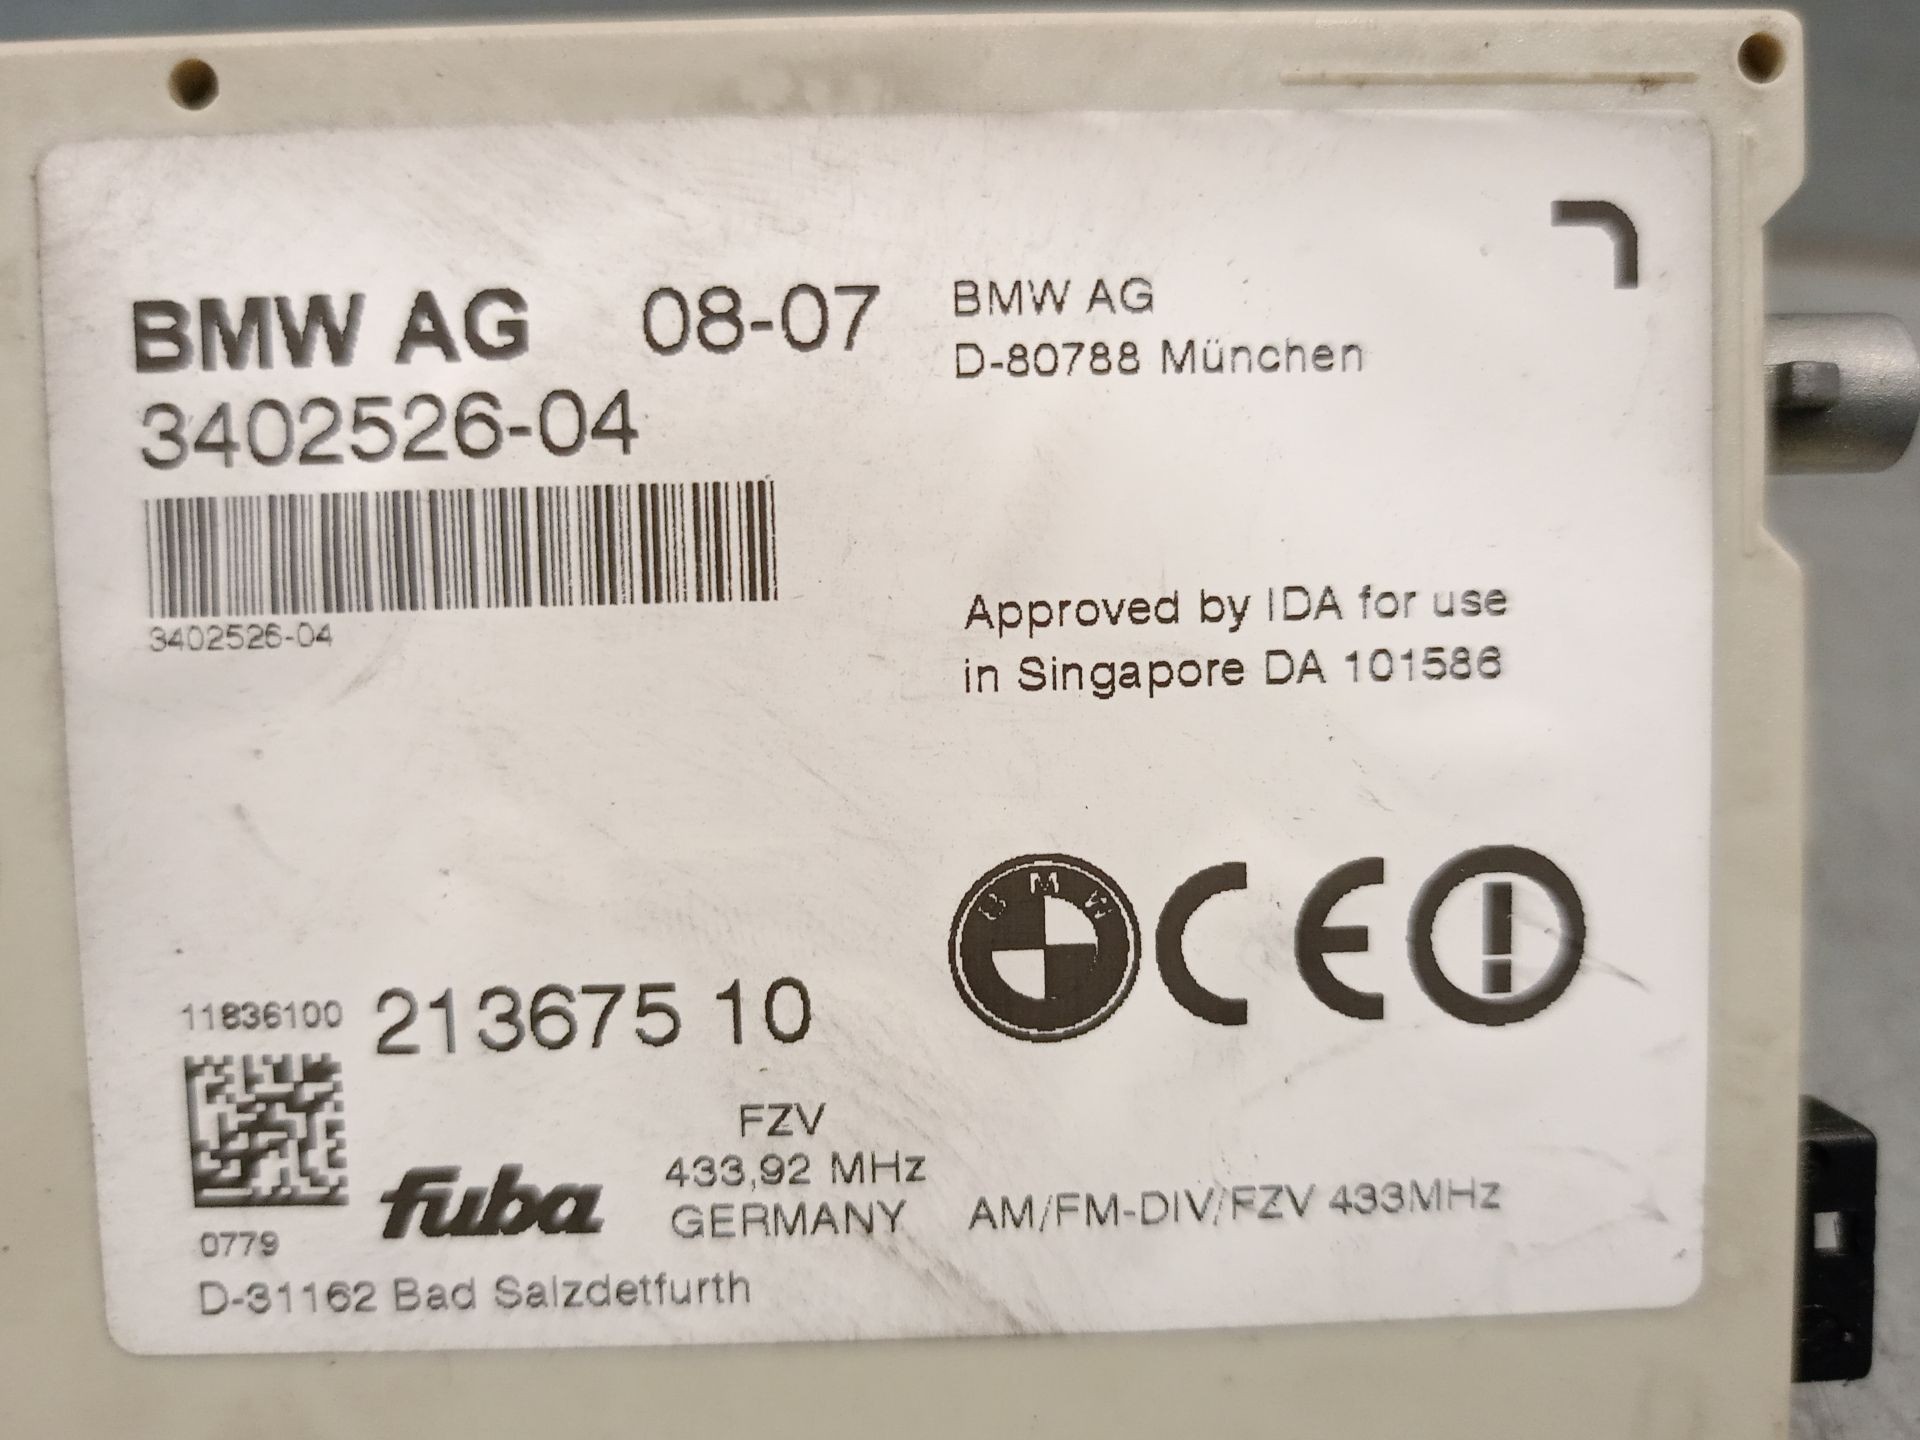 BMW AG 08-07
3402526-04
3402526-04
BMW AG
D-80788 München
Approved by IDA for use
in Singapore DA 101586
BMW
CE
11836100 213675 10
FZV
433,92 MHz
GERMANY
fuba
0779
D-31162 Bad Salzdetfurth
AM/FM-DIV/FZV 433MHz